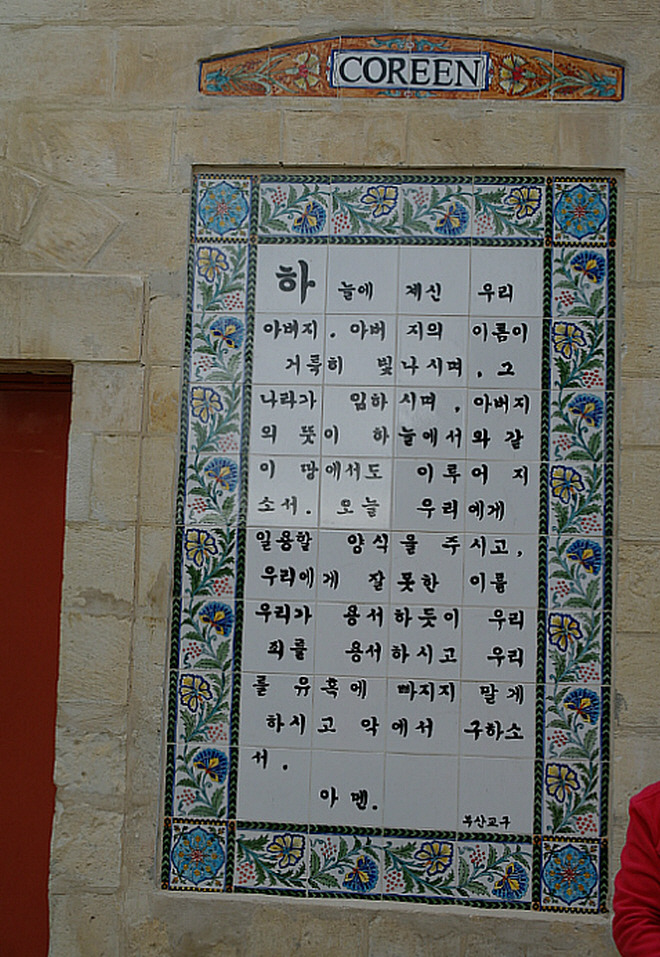 COREEN
하늘에 계신 우리
아버지. 아버지의 이름이
거룩히 빛나시며, 그
나라가 임하시며, 아버지
의 뜻이 하늘에서와 같
이 땅에서도 이루어 지
소서. 오늘 우리에게
일용할 양식을 주시고,
우리에게 잘못한 이를
우리가 용서하듯이 우리
죄를 용서하시고 우리
를 유혹에 빠지지 말게
하시고 악에서 구하소
서.
아멘.
부산교구